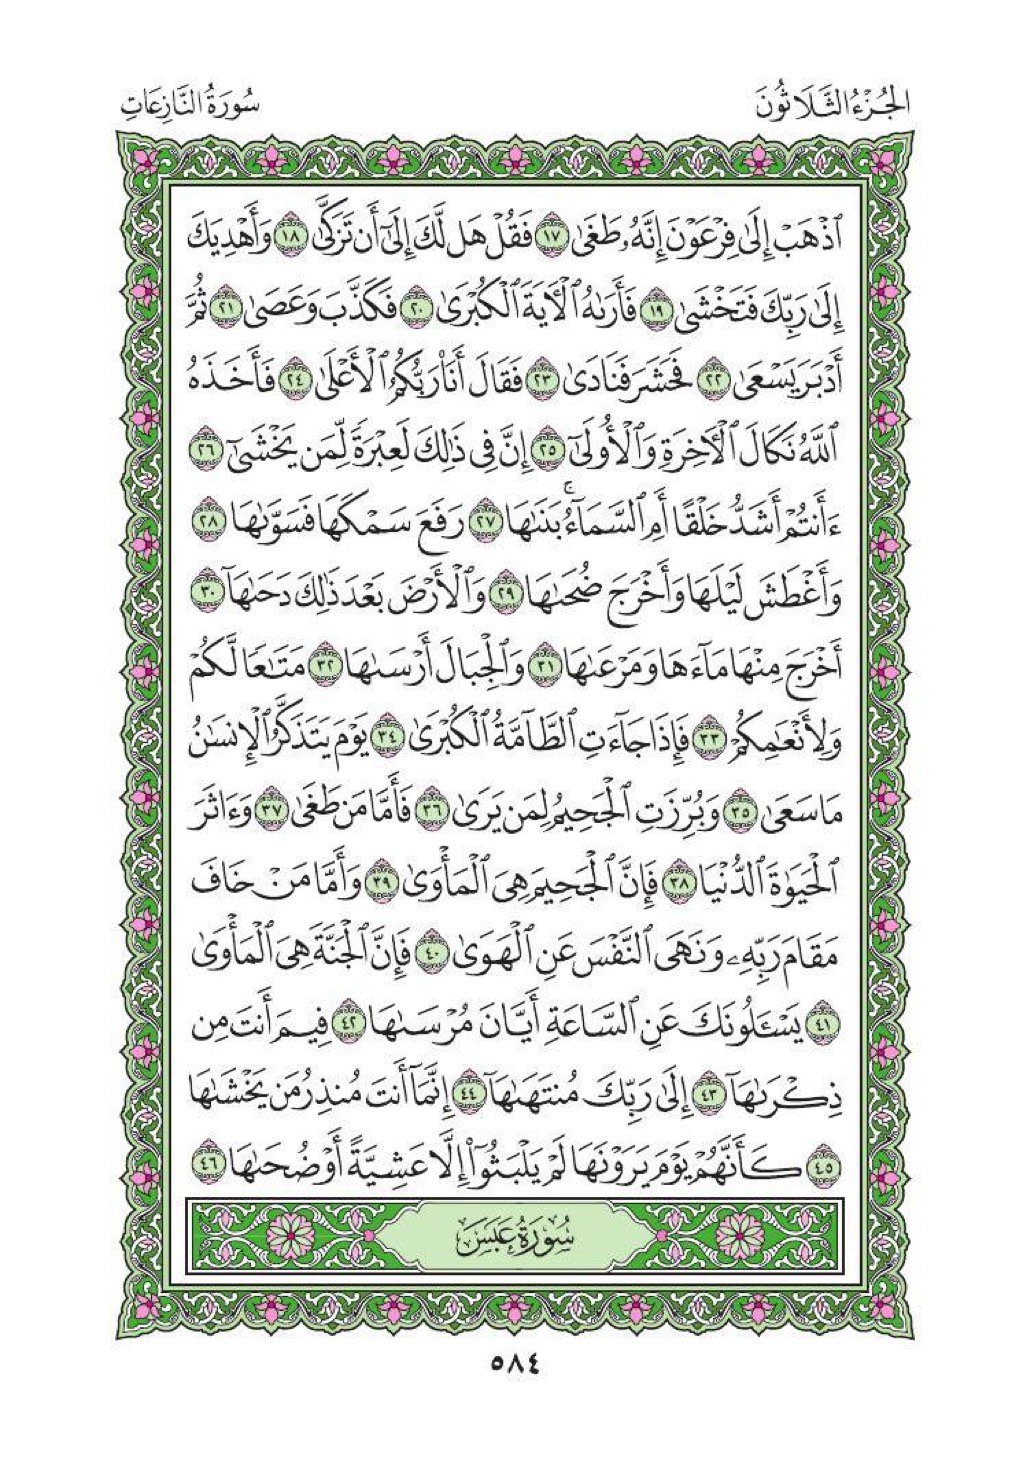 الجُزْءُ الثَّلَاثُونَ
سُورَةُ النَّازِعَاتِ
ٱذْهَبْ إِلَىٰ فِرْعَوْنَ إِنَّهُۥ طَغَىٰ ١٧ فَقُلْ هَل لَّكَ إِلَىٰٓ أَن تَزَكَّىٰ ١٨ وَأَهْدِيَكَ
إِلَىٰ رَبِّكَ فَتَخْشَىٰ ١٩ فَأَرَىٰهُ ٱلْـَٔايَةَ ٱلْكُبْرَىٰ ٢٠ فَكَذَّبَ وَعَصَىٰ ٢١ ثُمَّ
أَدْبَرَ يَسْعَىٰ ٢٢ فَحَشَرَ فَنَادَىٰ ٢٣ فَقَالَ أَنَا۠ رَبُّكُمُ ٱلْأَعْلَىٰ ٢٤ فَأَخَذَهُ
ٱللَّهُ نَكَالَ ٱلْـَٔاخِرَةِ وَٱلْأُولَىٰٓ ٢٥ إِنَّ فِى ذَٰلِكَ لَعِبْرَةً لِّمَن يَخْشَىٰٓ ٢٦
ءَأَنتُمْ أَشَدُّ خَلْقًا أَمِ ٱلسَّمَآءُ ۚ بَنَىٰهَا ٢٧ رَفَعَ سَمْكَهَا فَسَوَّىٰهَا ٢٨
وَأَغْطَشَ لَيْلَهَا وَأَخْرَجَ ضُحَىٰهَا ٢٩ وَٱلْأَرْضَ بَعْدَ ذَٰلِكَ دَحَىٰهَآ ٣٠
أَخْرَجَ مِنْهَا مَآءَهَا وَمَرْعَىٰهَا ٣١ وَٱلْجِبَالَ أَرْسَىٰهَا ٣٢ مَتَـٰعًا لَّكُمْ
وَلِأَنْعَـٰمِكُمْ ٣٣ فَإِذَا جَآءَتِ ٱلطَّآمَّةُ ٱلْكُبْرَىٰ ٣٤ يَوْمَ يَتَذَكَّرُ ٱلْإِنسَـٰنُ
مَا سَعَىٰ ٣٥ وَبُرِّزَتِ ٱلْجَحِيمُ لِمَن يَرَىٰ ٣٦ فَأَمَّا مَن طَغَىٰ ٣٧ وَءَاثَرَ
ٱلْحَيَوٰةَ ٱلدُّنْيَا ٣٨ فَإِنَّ ٱلْجَحِيمَ هِىَ ٱلْمَأْوَىٰ ٣٩ وَأَمَّا مَنْ خَافَ
مَقَامَ رَبِّهِۦ وَنَهَى ٱلنَّفْسَ عَنِ ٱلْهَوَىٰ ٤٠ فَإِنَّ ٱلْجَنَّةَ هِىَ ٱلْمَأْوَىٰ
٤١ يَسْـَٔلُونَكَ عَنِ ٱلسَّاعَةِ أَيَّانَ مُرْسَىٰهَا ٤٢ فِيمَ أَنتَ مِن
ذِكْرَىٰهَآ ٤٣ إِلَىٰ رَبِّكَ مُنتَهَىٰهَآ ٤٤ إِنَّمَآ أَنتَ مُنذِرُ مَن يَخْشَىٰهَا
٤٥ كَأَنَّهُمْ يَوْمَ يَرَوْنَهَا لَمْ يَلْبَثُوٓا۟ إِلَّا عَشِيَّةً أَوْ ضُحَىٰهَا ٤٦
سُورَةُ عَبَسَ
٥٨٤